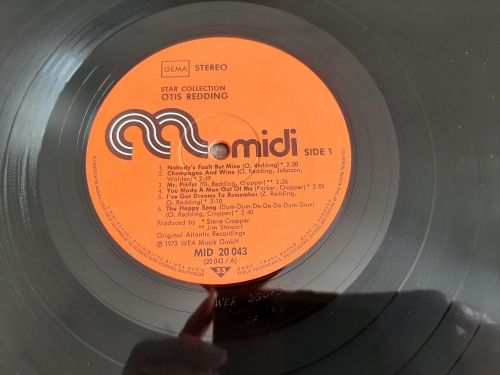 GEMA STEREO
STAR COLLECTION
OTIS REDDING
midi SIDE 1
1. Nobody's Fault But Mine (O. Redding) * 2:20
2. Champagne And Wine (O. Redding, Johnson,
Walden) * 2:49
3. Mr. Pitiful (O. Redding, Cropper) ** 2:26
4. You Made A Man Out Of Me (Parker, Cropper) * 2:06
5. I've Got Dreams To Remember (Z. Redding,
O. Redding) * 3:10
6. The Happy Song (Dum-Dum-De-De-De-Dum-Dum)
(O. Redding, Cropper) * 2:40
Produced by * Steve Cropper
** Jim Stewart
Original Atlantic Recordings
℗ 1973 WEA Musik GmbH
MID 20 043
(20 043 / A)
33